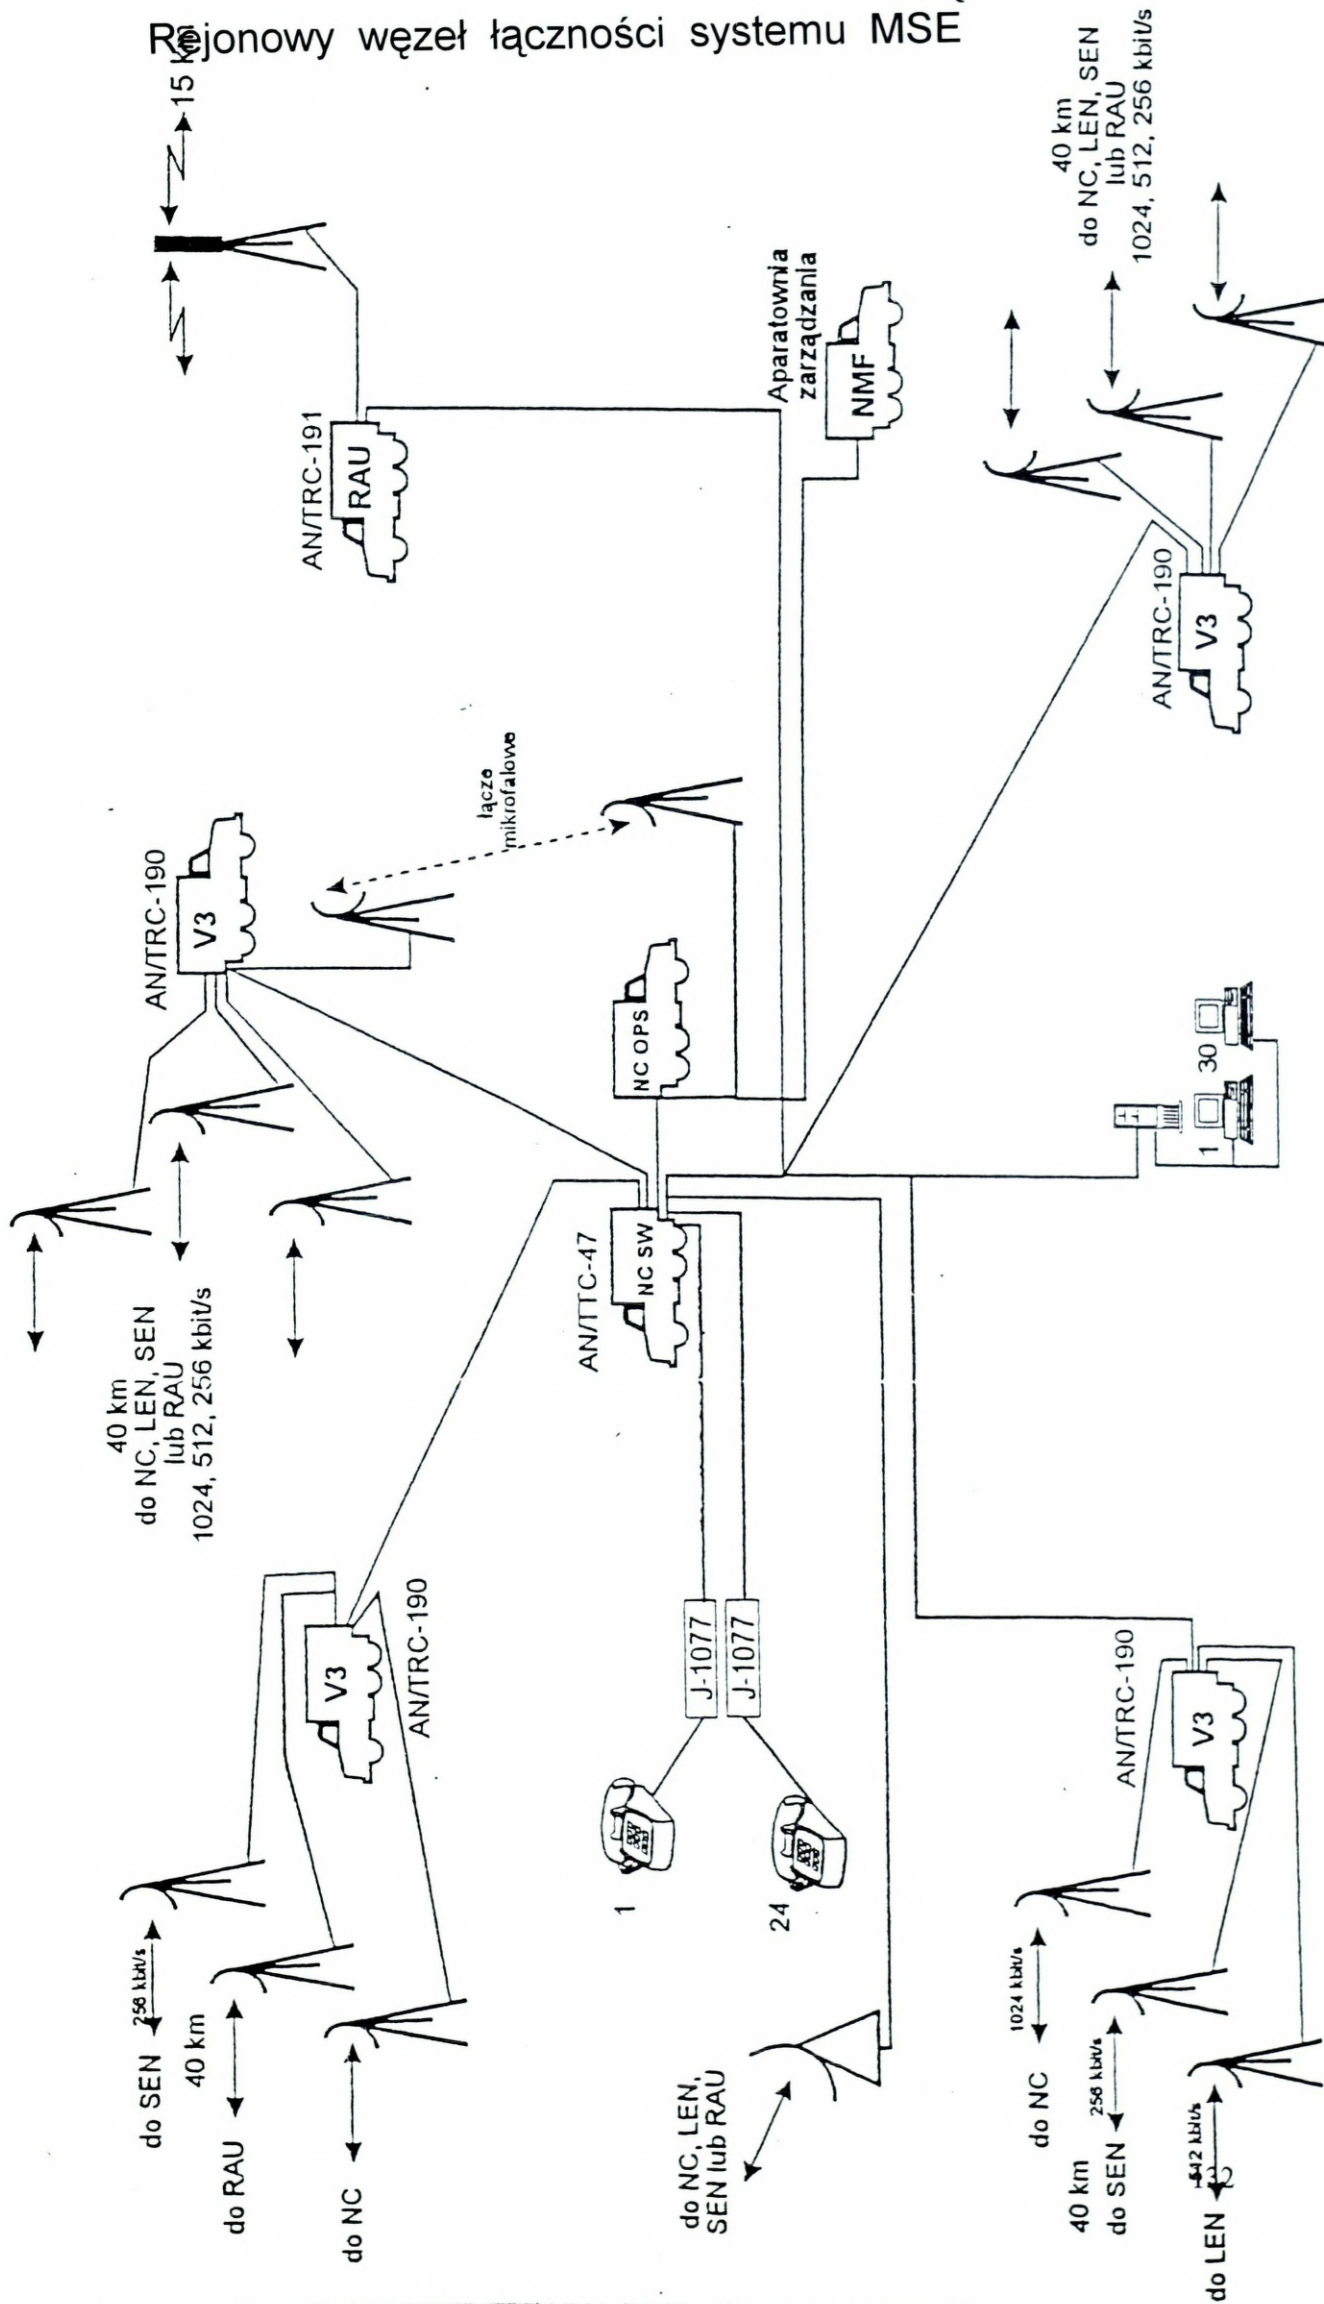 Rejonowy węzeł łączności systemu MSE
15 km
AN/TRC-191
RAU
Aparatownia
zarządzania
NMF
40 km
do NC, LEN, SEN
lub RAU
1024, 512, 256 kbit/s
AN/TRC-190
V3
łącze
mikrofalowe
AN/TRC-190
V3
NC OPS
1
30
AN/TTC-47
NC SW
40 km
do NC, LEN, SEN
lub RAU
1024, 512, 256 kbit/s
V3
AN/TRC-190
J-1077
J-1077
1
24
AN/TRC-190
V3
256 kbit/s
do SEN
40 km
do RAU
do NC
do NC, LEN,
SEN lub RAU
1024 kbit/s
do NC
256 kbit/s
40 km
do SEN
512 kbit/s
do LEN
132